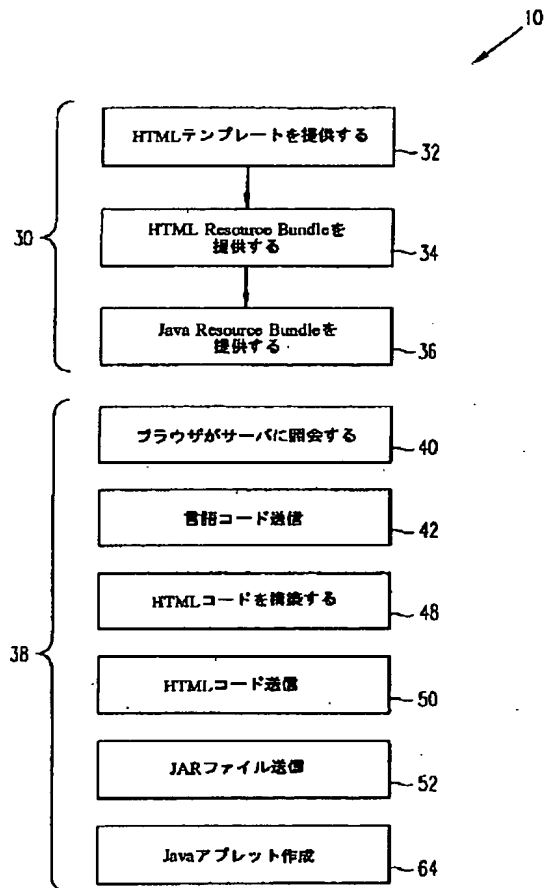 10
30
HTMLテンプレートを提供する
32
HTML Resource Bundleを
提供する
34
Java Resource Bundleを
提供する
36
38
ブラウザがサーバに照会する
40
言語コード送信
42
HTMLコードを構築する
48
HTMLコード送信
50
JARファイル送信
52
Javaアプレット作成
64